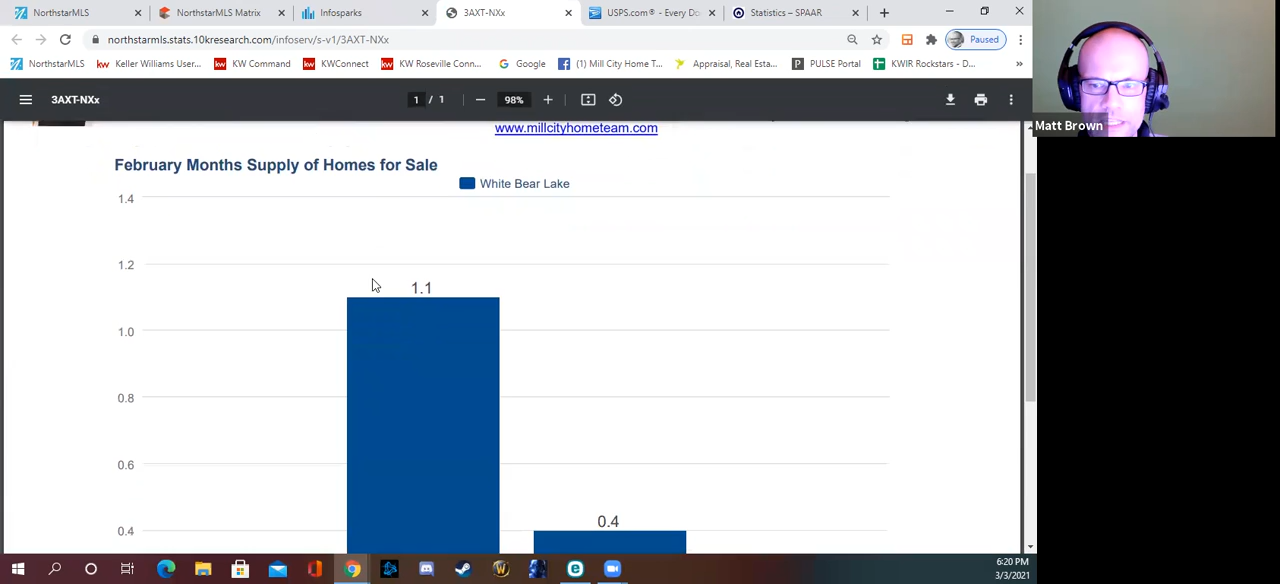 NorthstarMLS
NorthstarMLS Matrix
Infosparks
3AXT-NXx
USPS.com® - Every Do
Statistics – SPAAR
northstarmls.stats.10kresearch.com/infoserv/s-v1/3AXT-NXx
Paused
NorthstarMLS
Keller Williams User...
KW Command
KWConnect
KW Roseville Conn...
Google
(1) Mill City Home T...
Appraisal, Real Esta...
PULSE Portal
KWIR Rockstars - D...
3AXT-NXx
1 / 1
98%
Matt Brown
www.millcityhometeam.com
February Months Supply of Homes for Sale
White Bear Lake
1.4
1.2
1.1
1.0
0.8
0.6
0.4
0.4
6:20 PM
3/3/2021